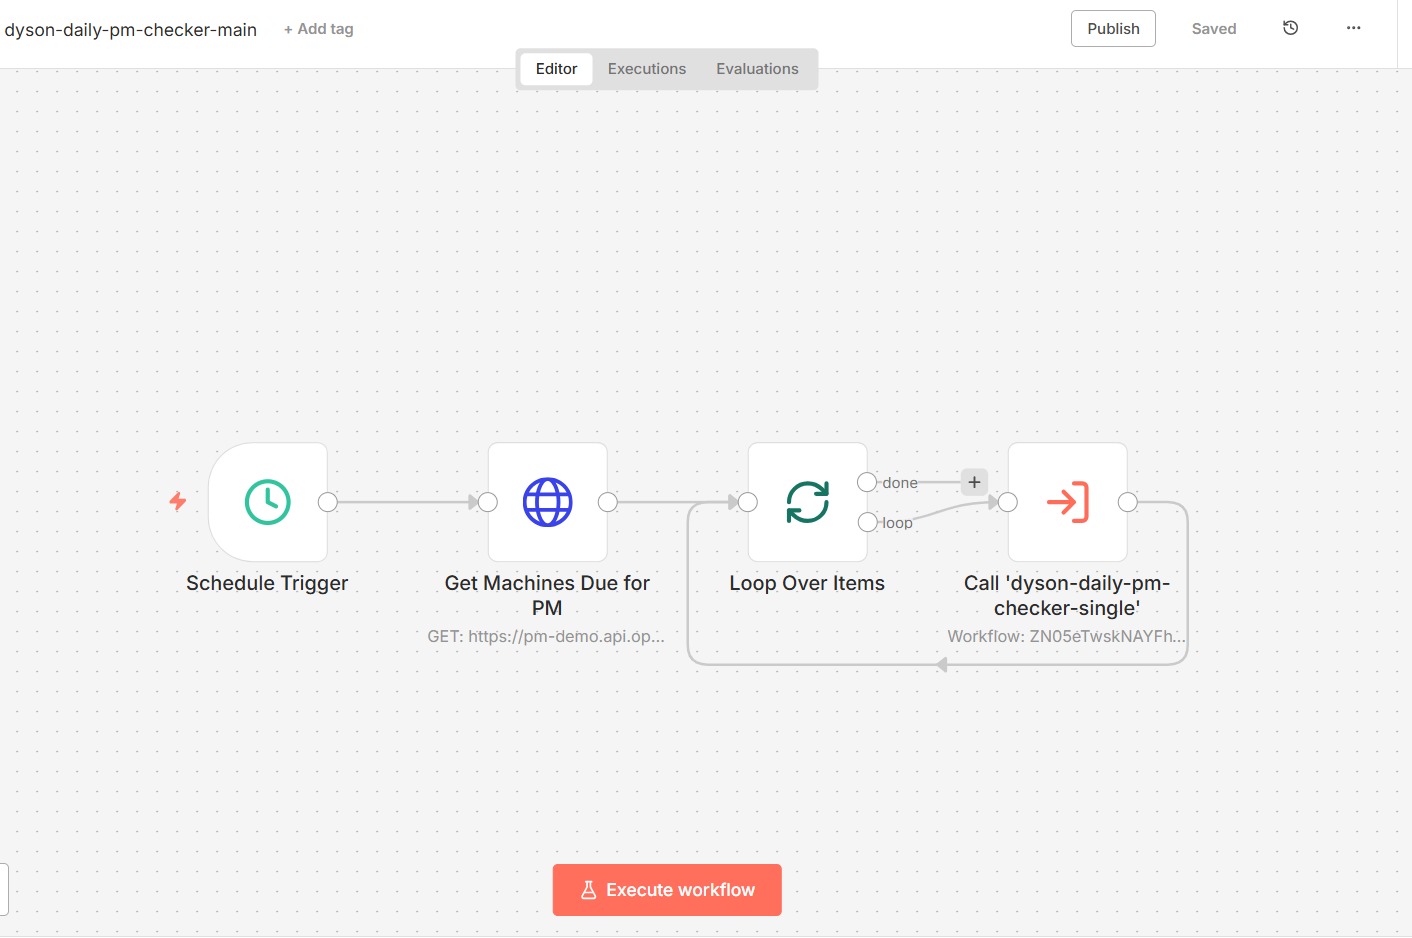 dyson-daily-pm-checker-main
+ Add tag
Publish
Saved
Editor
Executions
Evaluations
done
loop
Schedule Trigger
Get Machines Due for
PM
GET: https://pm-demo.api.op...
Loop Over Items
Call 'dyson-daily-pm-
checker-single'
Workflow: ZN05eTwskNAYFh...
Execute workflow